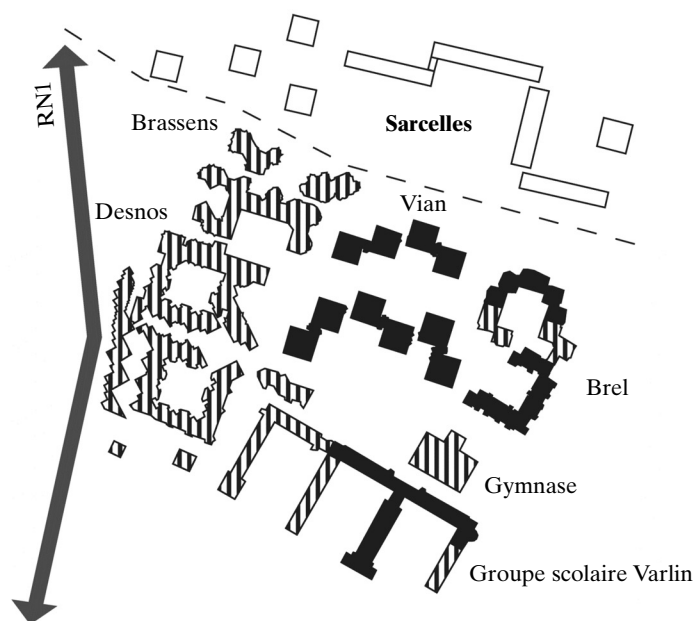 RN1
Brassens
Sarcelles
Desnos
Vian
Brel
Gymnase
Groupe scolaire Varlin